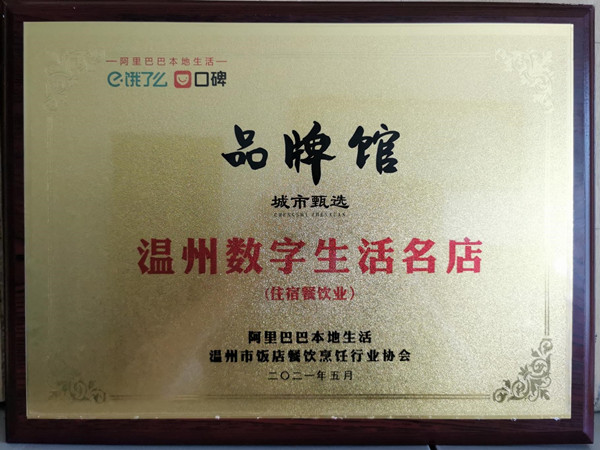 —阿里巴巴本地生活—
饿了么 口碑
品牌馆
城市甄选
CHENGSHI ZHENXUAN
温州数字生活名店
(住宿餐饮业)
阿里巴巴本地生活
温州市饭店餐饮烹饪行业协会
二〇二一年五月